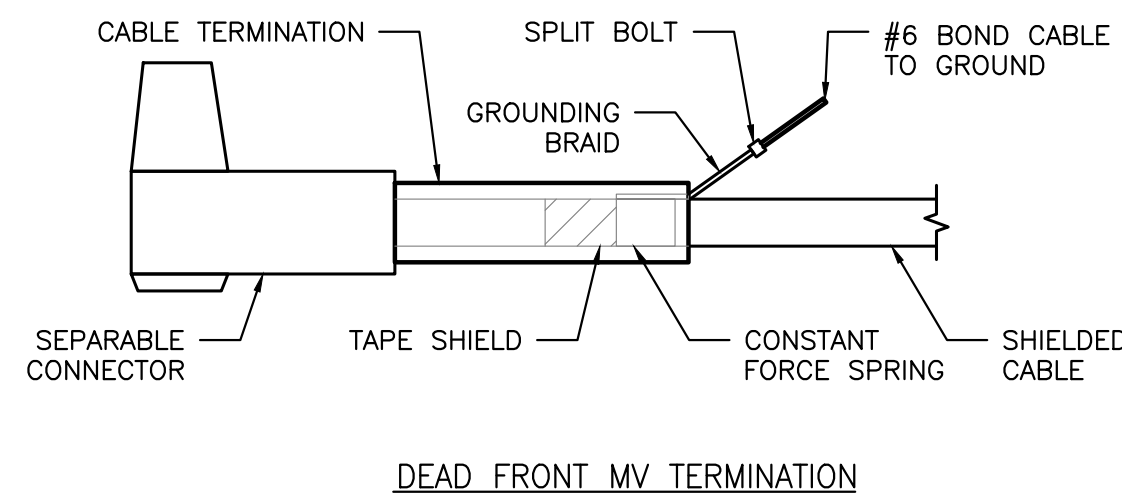 CABLE TERMINATION
SPLIT BOLT
#6 BOND CABLE
TO GROUND
GROUNDING
BRAID
SEPARABLE
CONNECTOR
TAPE SHIELD
CONSTANT
FORCE SPRING
SHIELDED
CABLE
DEAD FRONT MV TERMINATION